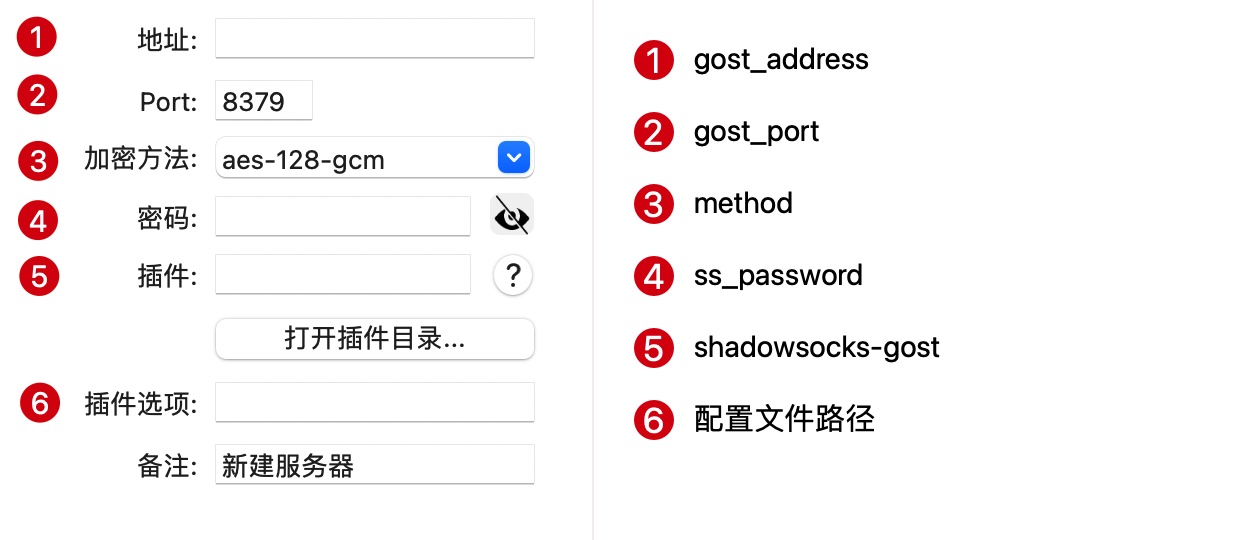 1 地址:
2 Port: 8379
3 加密方法: aes-128-gcm
4 密码:
5 插件: ?
打开插件目录...
6 插件选项:
备注: 新建服务器
1 gost_address
2 gost_port
3 method
4 ss_password
5 shadowsocks-gost
6 配置文件路径